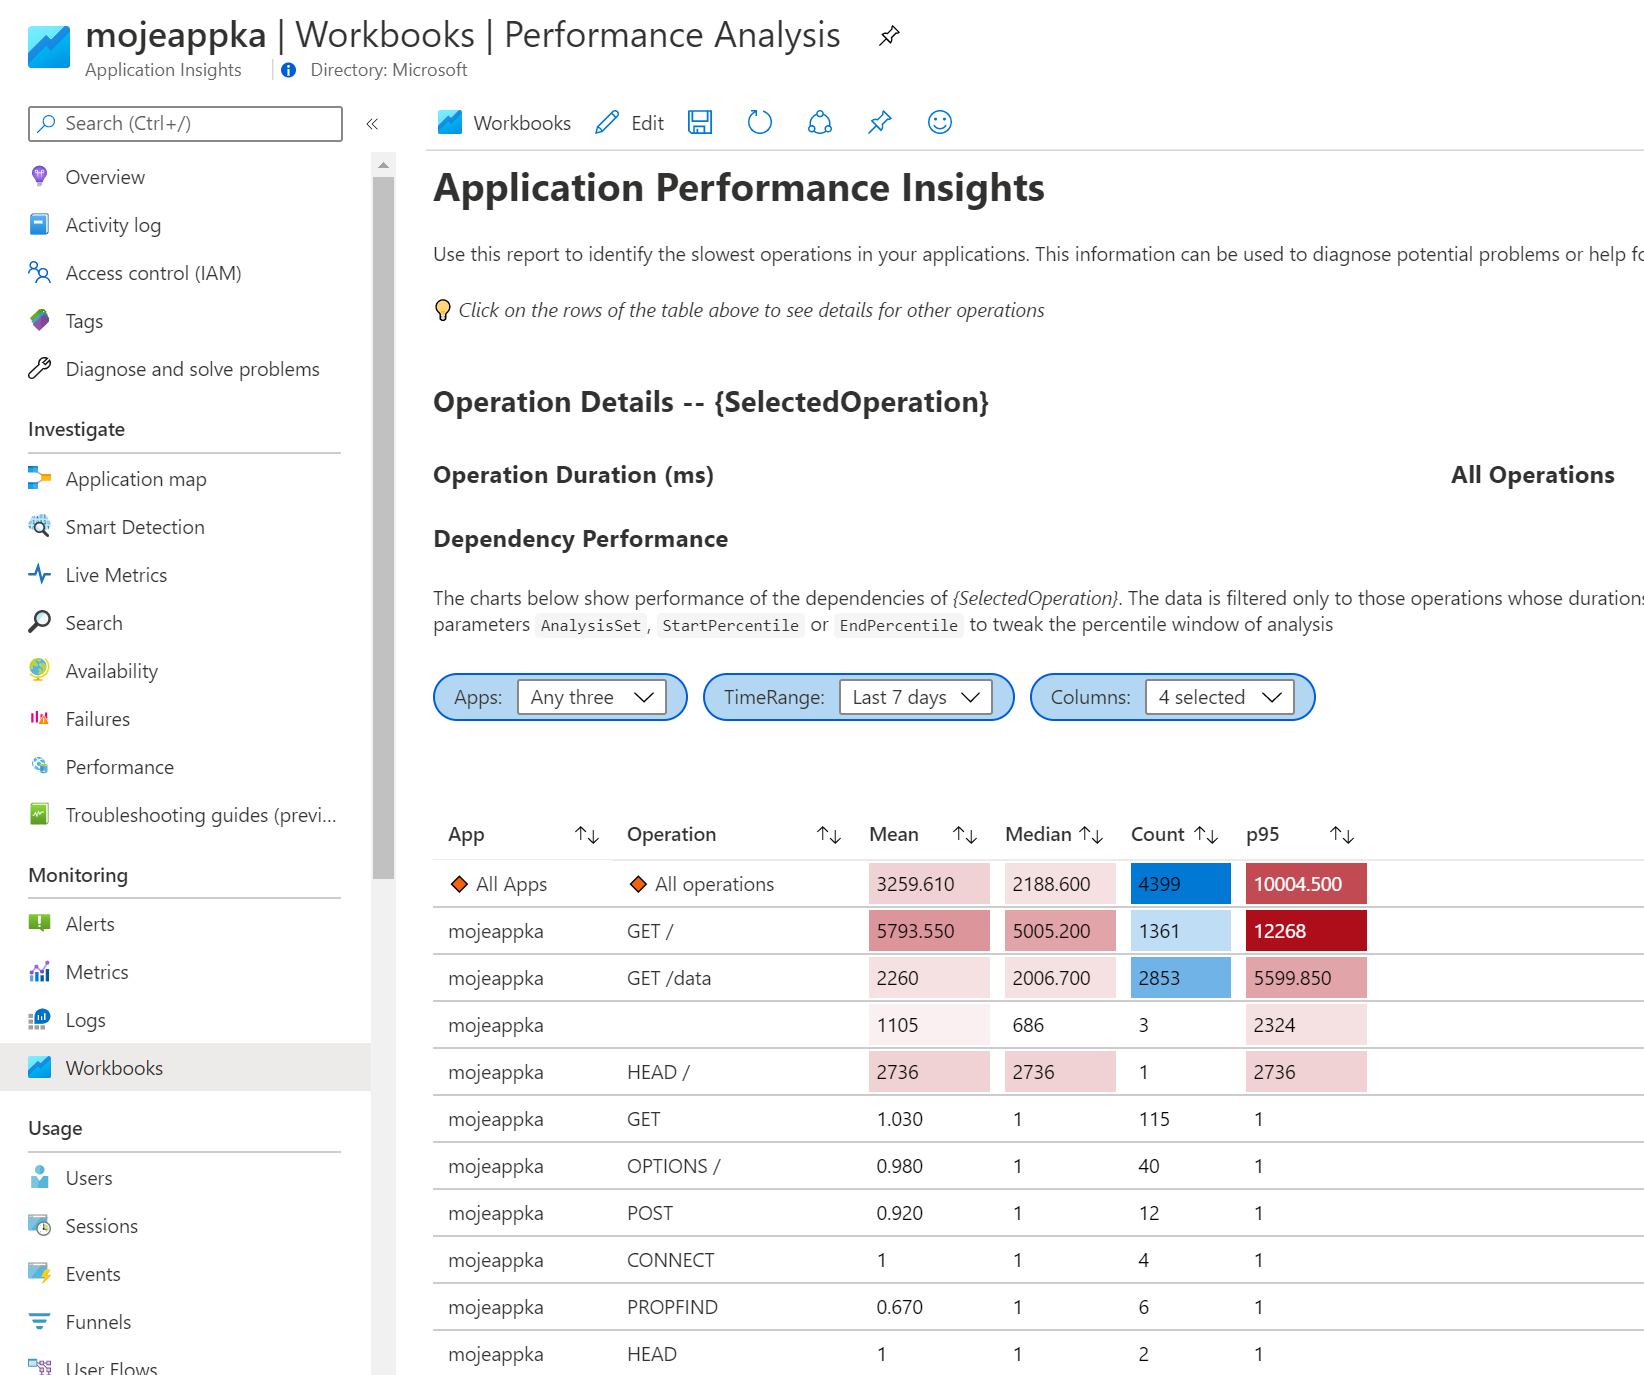 mojeappka | Workbooks | Performance Analysis
Application Insights
Directory: Microsoft
Search (Ctrl+/)
Overview
Activity log
Access control (IAM)
Tags
Diagnose and solve problems
Investigate
Application map
Smart Detection
Live Metrics
Search
Availability
Failures
Performance
Troubleshooting guides (previ...
Monitoring
Alerts
Metrics
Logs
Workbooks
Usage
Users
Sessions
Events
Funnels
User Flows
Workbooks
Edit
Application Performance Insights
Use this report to identify the slowest operations in your applications. This information can be used to diagnose potential problems or help fo
Click on the rows of the table above to see details for other operations
Operation Details -- {SelectedOperation}
Operation Duration (ms) All Operations
Dependency Performance
The charts below show performance of the dependencies of {SelectedOperation}. The data is filtered only to those operations whose durations
parameters AnalysisSet, StartPercentile or EndPercentile to tweak the percentile window of analysis
Apps: Any three TimeRange: Last 7 days Columns: 4 selected
App Operation Mean Median Count p95
All Apps All operations 3259.610 2188.600 4399 10004.500
mojeappka GET / 5793.550 5005.200 1361 12268
mojeappka GET /data 2260 2006.700 2853 5599.850
mojeappka 1105 686 3 2324
mojeappka HEAD / 2736 2736 1 2736
mojeappka GET 1.030 1 115 1
mojeappka OPTIONS / 0.980 1 40 1
mojeappka POST 0.920 1 12 1
mojeappka CONNECT 1 1 4 1
mojeappka PROPFIND 0.670 1 6 1
mojeappka HEAD 1 1 2 1